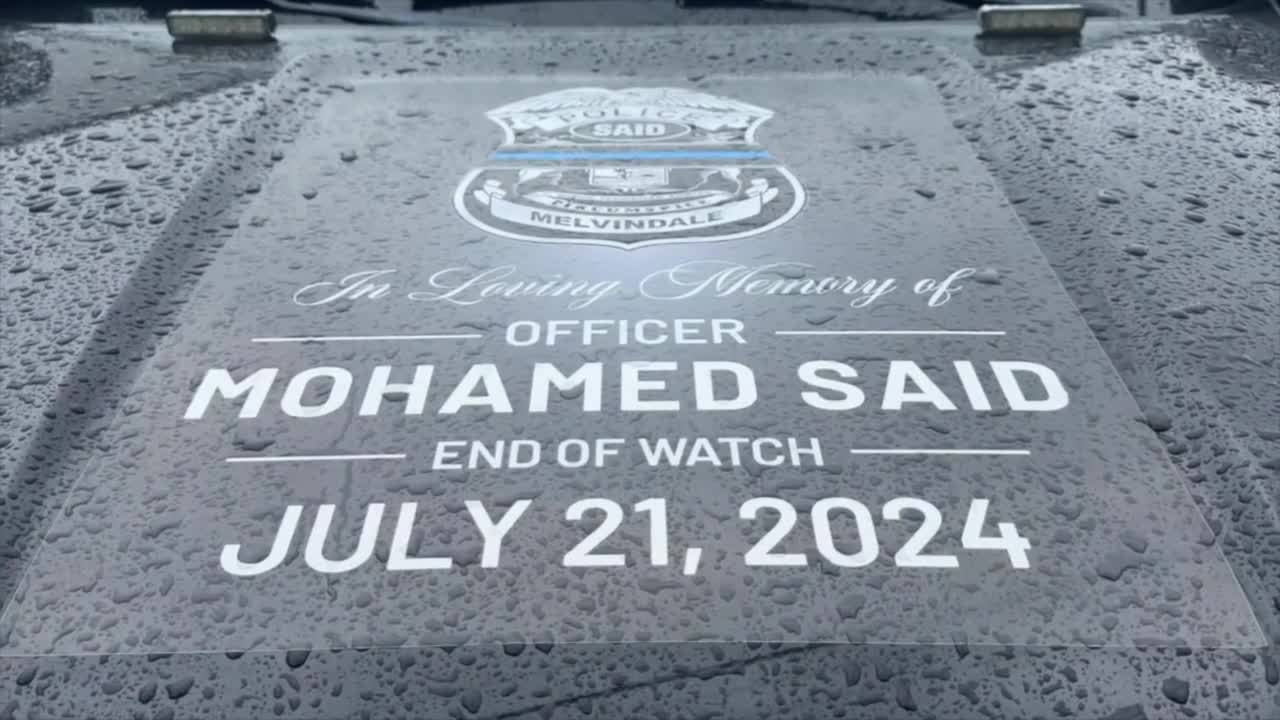 POLICE
SAID
MELVINDALE
In Loving Memory of
OFFICER
MOHAMED SAID
END OF WATCH
JULY 21, 2024